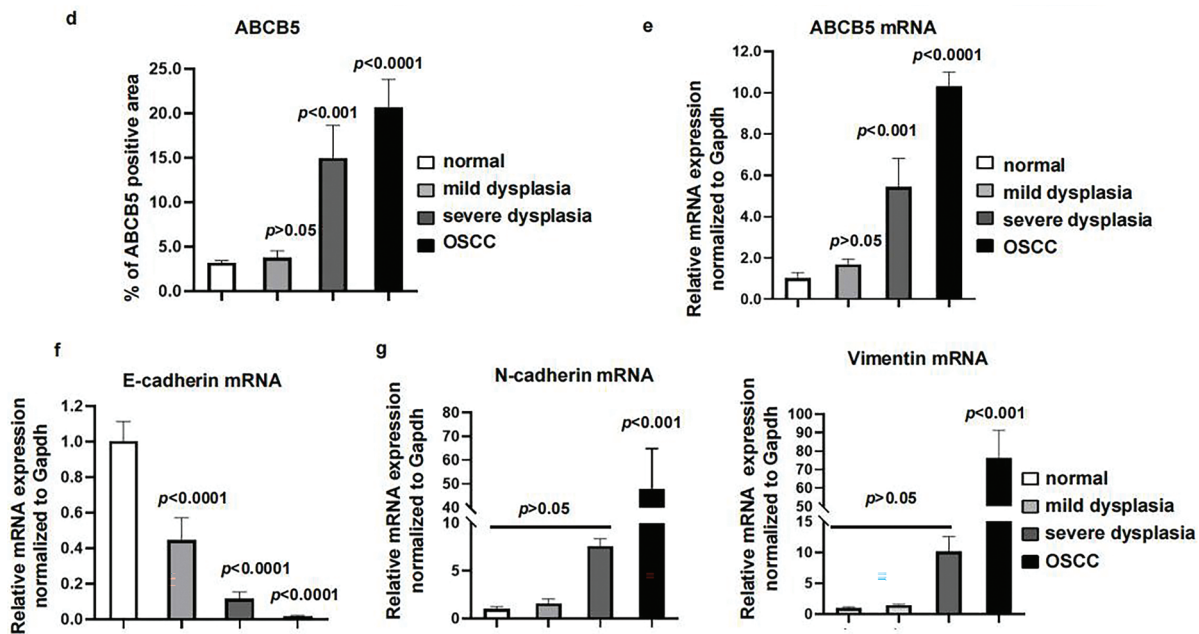 d
ABCB5
% of ABCB5 positive area
25.0
20.0
15.0
10.0
5.0
0.0
p>0.05
p<0.001
p<0.0001
normal
mild dysplasia
severe dysplasia
OSCC
e
ABCB5 mRNA
Relative mRNA expression
normalized to Gapdh
12.0
10.0
8.0
6.0
4.0
2.0
0.0
p>0.05
p<0.001
p<0.0001
normal
mild dysplasia
severe dysplasia
OSCC
f
E-cadherin mRNA
Relative mRNA expression
normalized to Gapdh
1.2
1.0
0.8
0.6
0.4
0.2
0.0
p<0.0001
p<0.0001
p<0.0001
g
N-cadherin mRNA
Relative mRNA expression
normalized to Gapdh
80
70
60
50
40
10
5
0
p>0.05
p<0.001
Vimentin mRNA
Relative mRNA expression
normalized to Gapdh
100
90
80
70
60
50
15
10
5
0
p>0.05
p<0.001
normal
mild dysplasia
severe dysplasia
OSCC